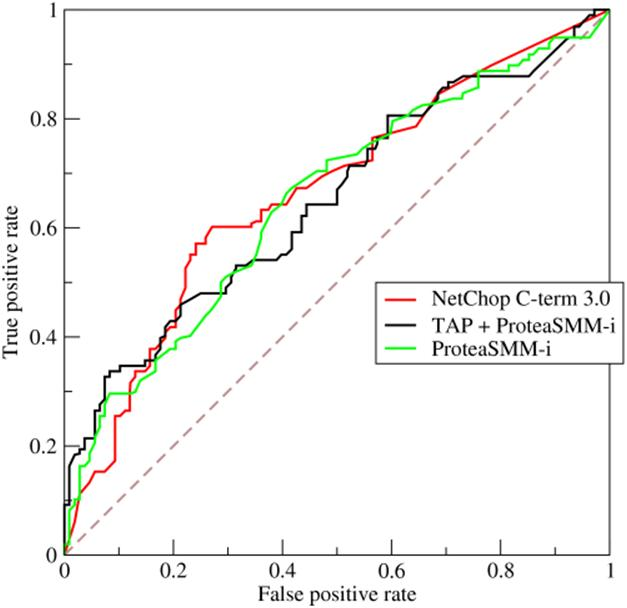 1
0.8
0.6
0.4
0.2
0
True positive rate
NetChop C-term 3.0
TAP + ProteaSMM-i
ProteaSMM-i
0 0.2 0.4 0.6 0.8 1
False positive rate